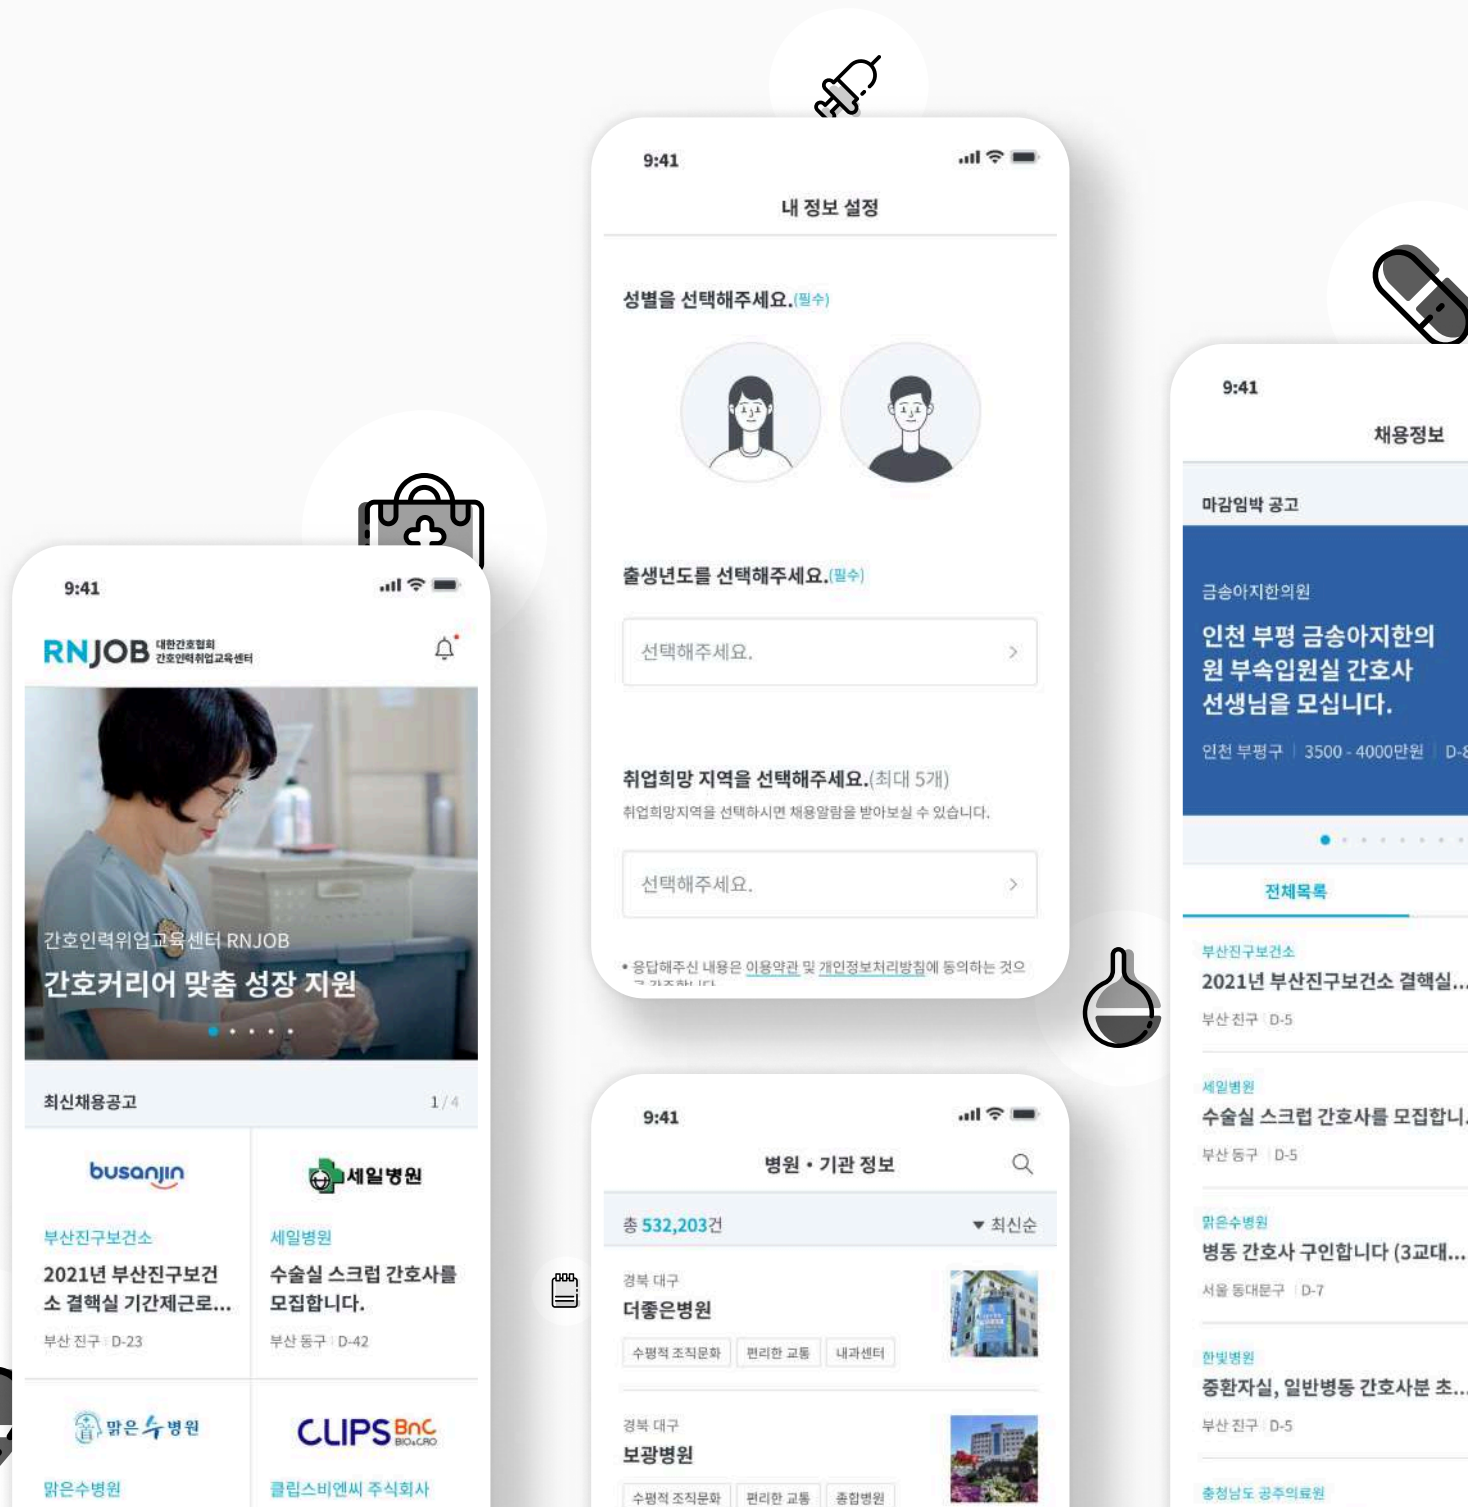 9:41
RNJOB 대한간호협회
간호인력취업교육센터
간호인력위업교육센터 RNJOB
간호커리어 맞춤 성장 지원
최신채용공고
1 / 4
busanjin
부산진구보건소
2021년 부산진구보건
소 결핵실 기간제근로...
부산 진구 D-23
세일병원
세일병원
수술실 스크럽 간호사를
모집합니다.
부산 동구 D-42
맑은수병원
맑은수병원
CLIPS BnC
BIO&CRO
클립스비엔씨 주식회사
9:41
내 정보 설정
성별을 선택해주세요.(필수)
출생년도를 선택해주세요.(필수)
선택해주세요.
취업희망 지역을 선택해주세요.(최대 5개)
취업희망지역을 선택하시면 채용알람을 받아보실 수 있습니다.
선택해주세요.
• 응답해주신 내용은 이용약관 및 개인정보처리방침에 동의하는 것으
9:41
병원・기관 정보
총 532,203건
▼ 최신순
경북 대구
더좋은병원
수평적 조직문화 편리한 교통 내과센터
경북 대구
보광병원
수평적 조직문화 편리한 교통 종합병원
9:41
채용정보
마감임박 공고
금송아지한의원
인천 부평 금송아지한의
원 부속입원실 간호사
선생님을 모십니다.
인천 부평구 3500 - 4000만원 D-8
전체목록
부산진구보건소
2021년 부산진구보건소 결핵실...
부산 진구 D-5
세일병원
수술실 스크럽 간호사를 모집합니.
부산 동구 D-5
맑은수병원
병동 간호사 구인합니다 (3교대...
서울 동대문구 D-7
한빛병원
중환자실, 일반병동 간호사분 초...
부산 진구 D-5
충청남도 공주의료원